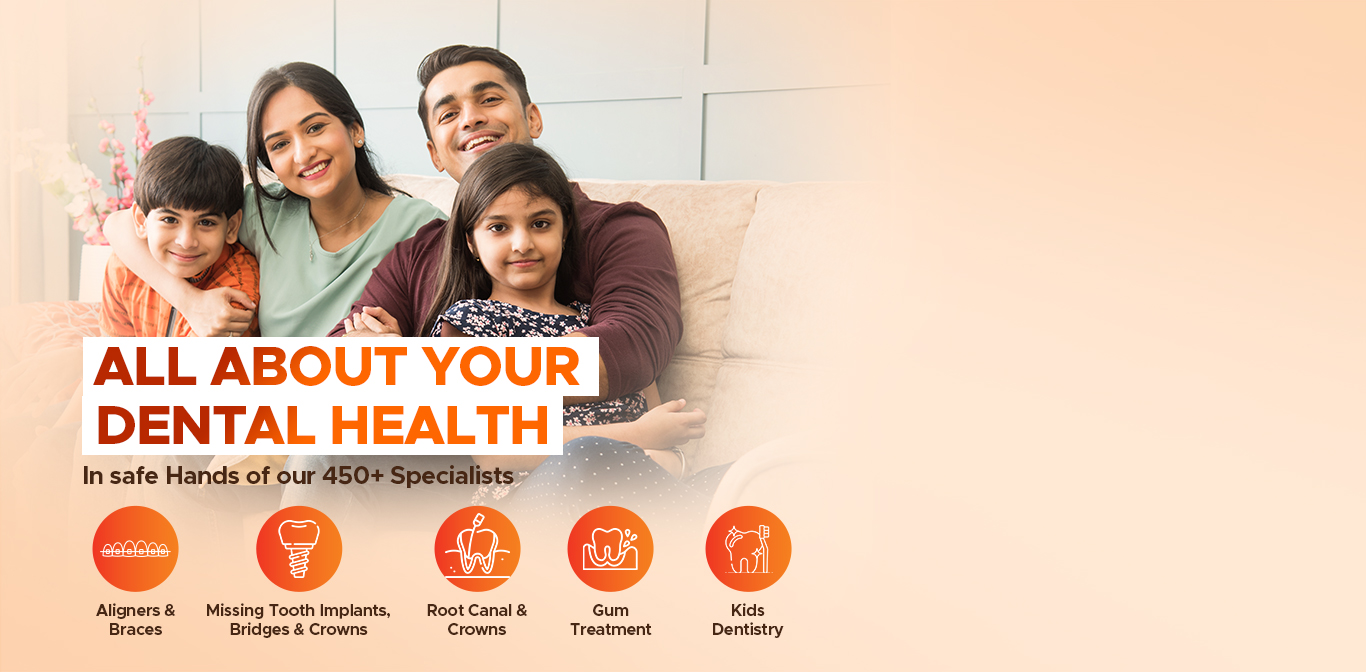 ALL ABOUT YOUR
DENTAL HEALTH
In safe Hands of our 450+ Specialists
Aligners &
Braces
Missing Tooth Implants,
Bridges & Crowns
Root Canal &
Crowns
Gum
Treatment
Kids
Dentistry